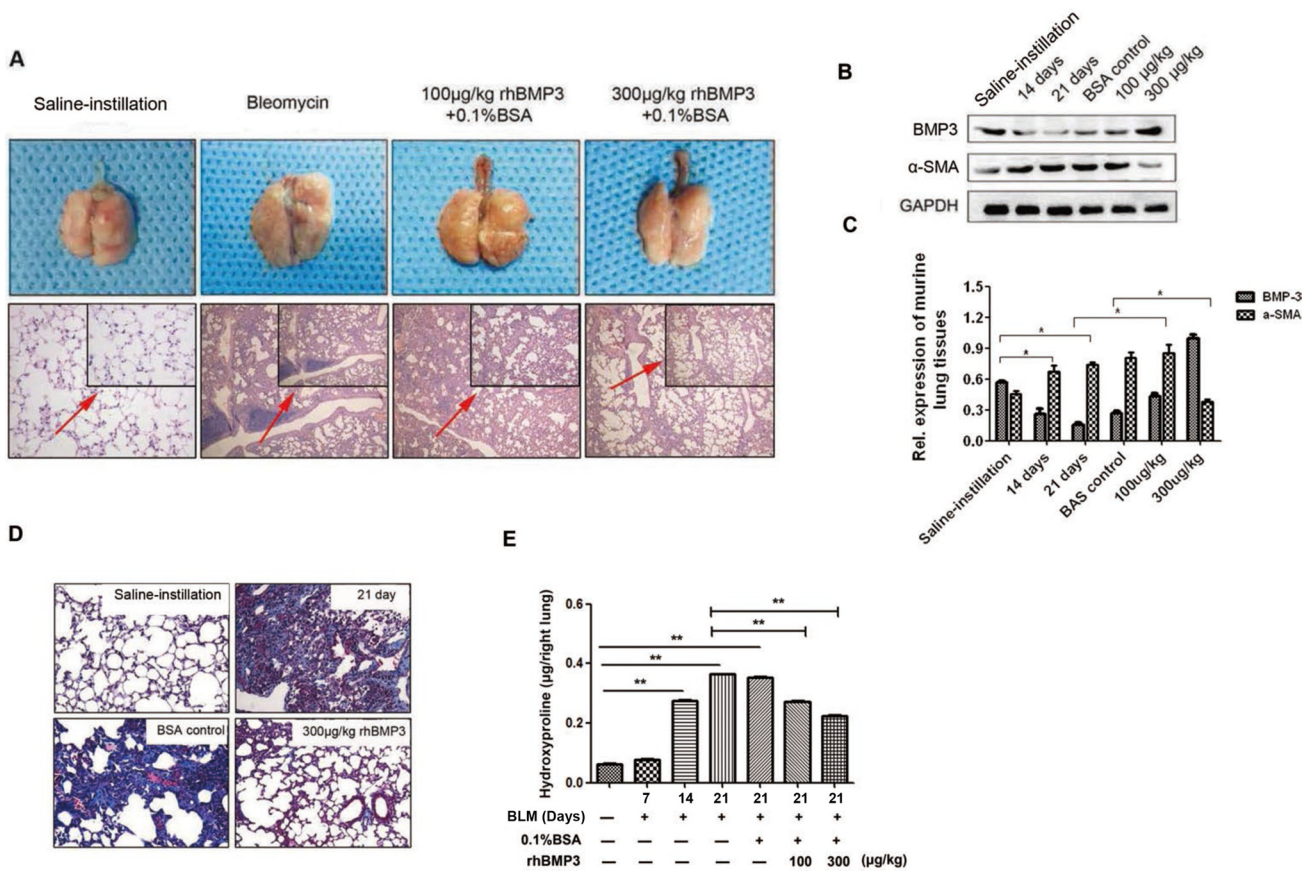 A
Saline-instillation
Bleomycin
100µg/kg rhBMP3
+0.1%BSA
300µg/kg rhBMP3
+0.1%BSA
B
Saline-instillation
14 days
21 days
BSA control
100 µg/kg
300 µg/kg
BMP3
α-SMA
GAPDH
C
Rel. expression of murine
lung tissues
1.5
1.2
0.9
0.6
0.3
0.0
*
*
*
*
BMP-3
a-SMA
Saline-instillation
14 days
21 days
BAS control
100ug/kg
300ug/kg
D
Saline-instillation
21 day
BSA control
300µg/kg rhBMP3
E
Hydroxyproline (µg/right lung)
0.6
0.4
0.2
0.0
**
**
**
**
**
7 14 21 21 21 21
BLM (Days) — + + + + + +
0.1%BSA — — — — + + +
rhBMP3 — — — — — 100 300 (µg/kg)